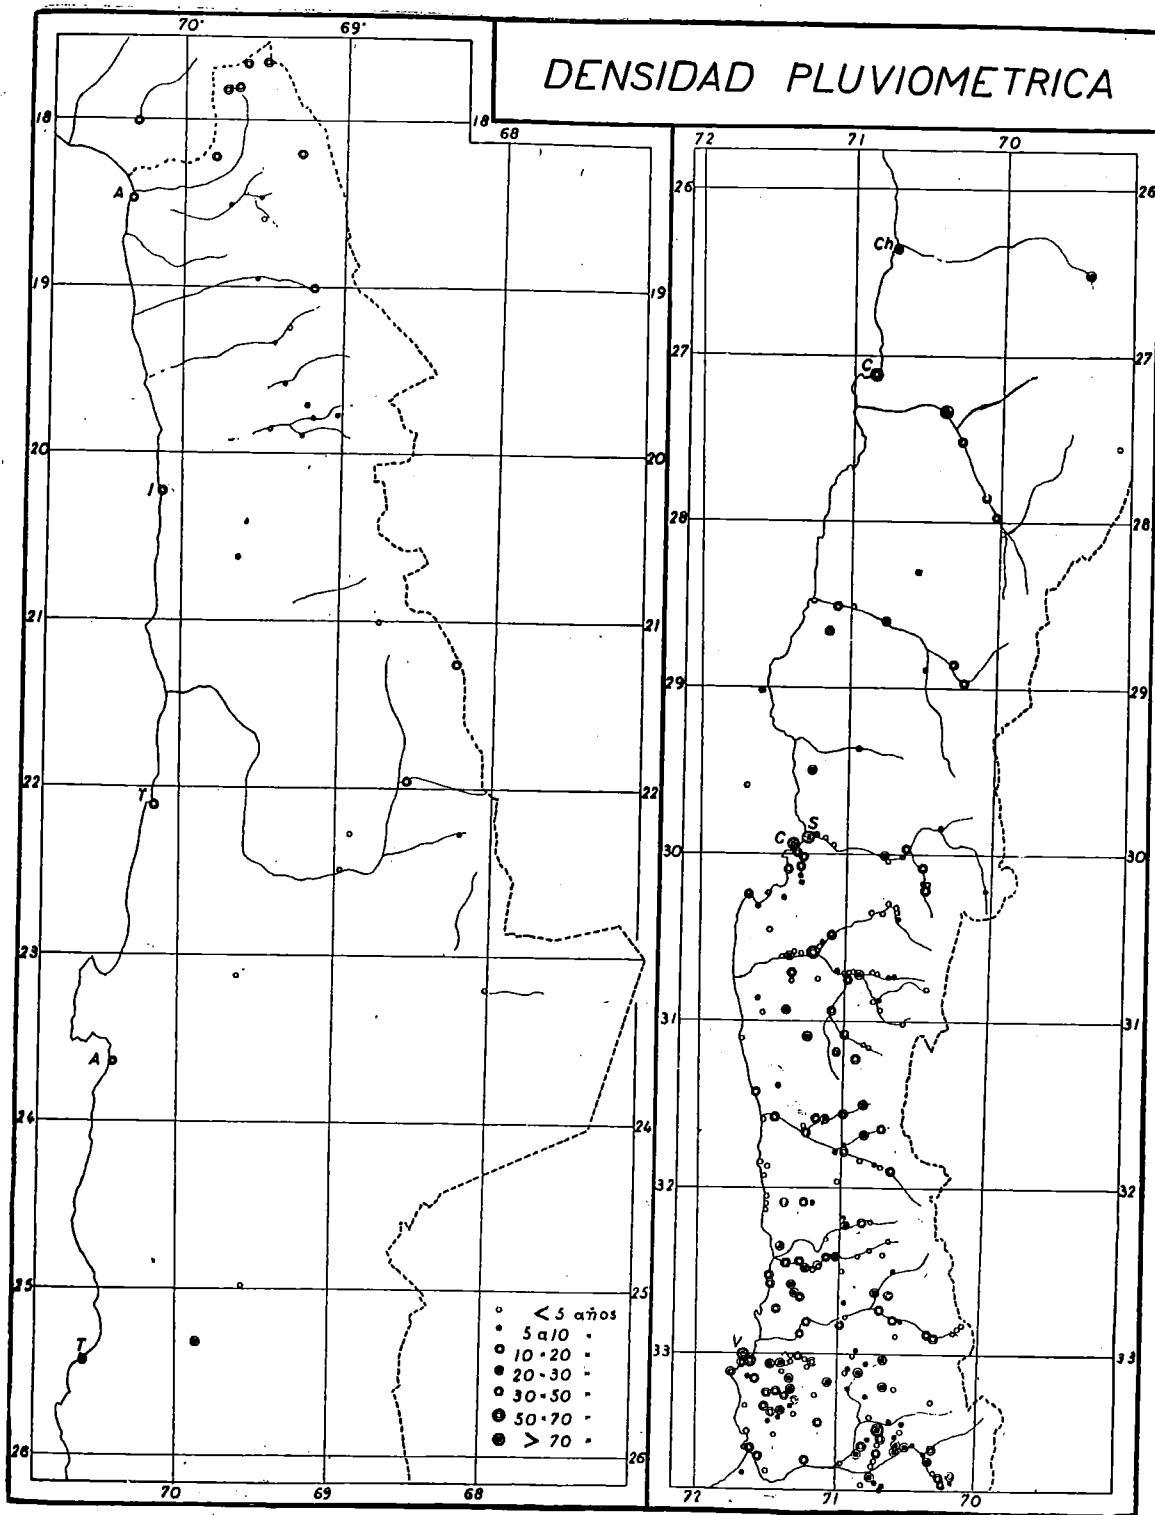 DENSIDAD PLUVIOMETRICA
70° 69°
18 18
68
A
19 19
20 20
I
21 21
22 22
T
23
A
24 24
25 25
T
26 26
70 69 68
< 5 años
5 a 10 "
10 " 20 "
20 " 30 "
30 " 50 "
50 " 70 "
> 70 "
72 71 70
26 26
Ch
27 27
C
28 28
29 29
S
C
30 30
31 31
32 32
V
33 33
72 71 70